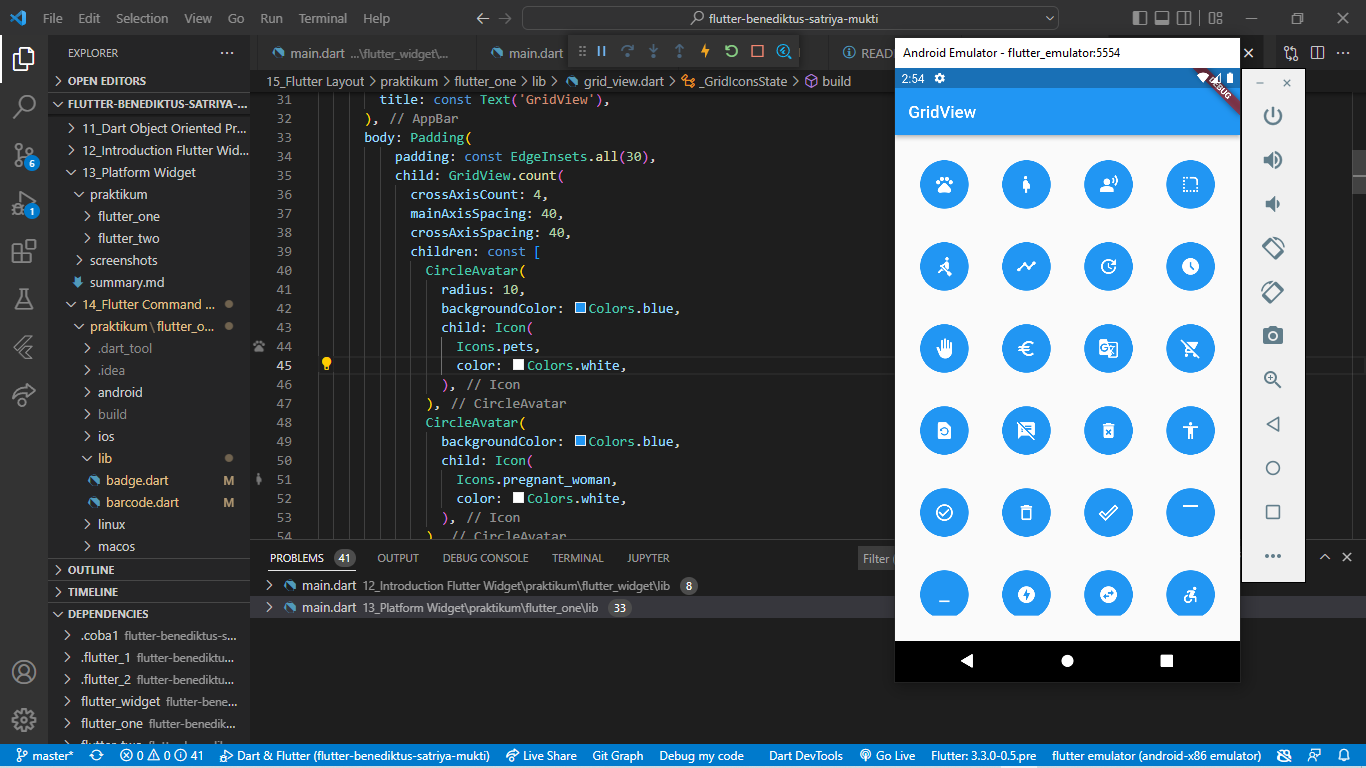 File Edit Selection View Go Run Terminal Help
flutter-benediktus-satriya-mukti
EXPLORER
OPEN EDITORS
FLUTTER-BENEDIKTUS-SATRIYA-...
11_Dart Object Oriented Pr...
12_Introduction Flutter Wid...
13_Platform Widget
praktikum
flutter_one
flutter_two
screenshots
summary.md
14_Flutter Command ...
praktikum \ flutter_o...
.dart_tool
.idea
android
build
ios
lib
badge.dart M
barcode.dart M
linux
macos
OUTLINE
TIMELINE
DEPENDENCIES
.coba1 flutter-benediktus-s...
.flutter_1 flutter-benediktu...
.flutter_2 flutter-benediktu...
flutter_widget flutter-bene...
flutter_one flutter-benedik...
6
1
main.dart ...\flutter_widget\...
main.dart
READ
15_Flutter Layout > praktikum > flutter_one > lib > grid_view.dart > _GridIconsState > build
31 title: const Text('GridView'),
32 ), // AppBar
33 body: Padding(
34 padding: const EdgeInsets.all(30),
35 child: GridView.count(
36 crossAxisCount: 4,
37 mainAxisSpacing: 40,
38 crossAxisSpacing: 40,
39 children: const [
40 CircleAvatar(
41 radius: 10,
42 backgroundColor: Colors.blue,
43 child: Icon(
44 Icons.pets,
45 color: Colors.white,
46 ), // Icon
47 ), // CircleAvatar
48 CircleAvatar(
49 backgroundColor: Colors.blue,
50 child: Icon(
51 Icons.pregnant_woman,
52 color: Colors.white,
53 ), // Icon
54 ), // CircleAvatar
PROBLEMS 41 OUTPUT DEBUG CONSOLE TERMINAL JUPYTER
Filter
main.dart 12_Introduction Flutter Widget\praktikum\flutter_widget\lib 8
main.dart 13_Platform Widget\praktikum\flutter_one\lib 33
Android Emulator - flutter_emulator:5554
2:54
DEBUG
GridView
master* 0 0 41 Dart & Flutter (flutter-benediktus-satriya-mukti) Live Share Git Graph Debug my code Dart DevTools Go Live Flutter: 3.3.0-0.5.pre flutter emulator (android-x86 emulator)